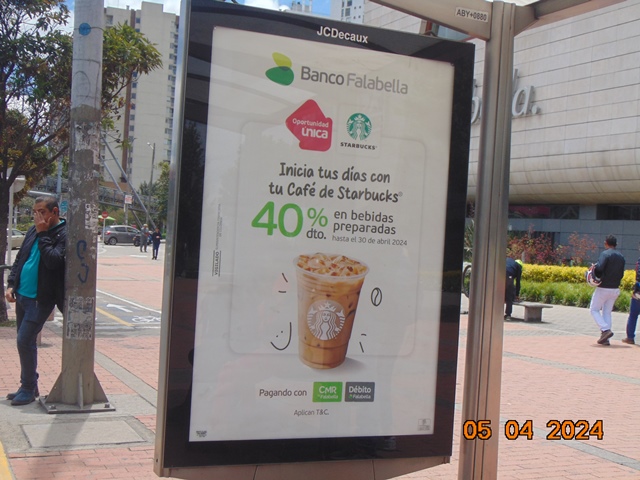 ABY+0680
JCDecaux
Banco Falabella
Oportunidad
única
STARBUCKS
Inicia tus días con
tu Café de Starbucks®
40% dto.
en bebidas
preparadas
hasta el 30 de abril 2024
Pagando con
CMR
Débito
Aplican T&C.
05 04 2024